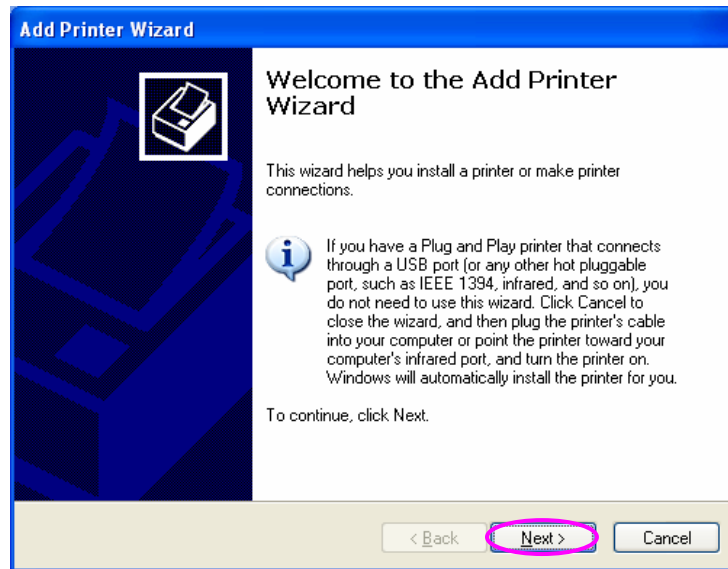 Add Printer Wizard
Welcome to the Add Printer
Wizard
This wizard helps you install a printer or make printer
connections.
If you have a Plug and Play printer that connects
through a USB port (or any other hot pluggable
port, such as IEEE 1394, infrared, and so on), you
do not need to use this wizard. Click Cancel to
close the wizard, and then plug the printer's cable
into your computer or point the printer toward your
computer's infrared port, and turn the printer on.
Windows will automatically install the printer for you.
To continue, click Next.
< Back Next > Cancel